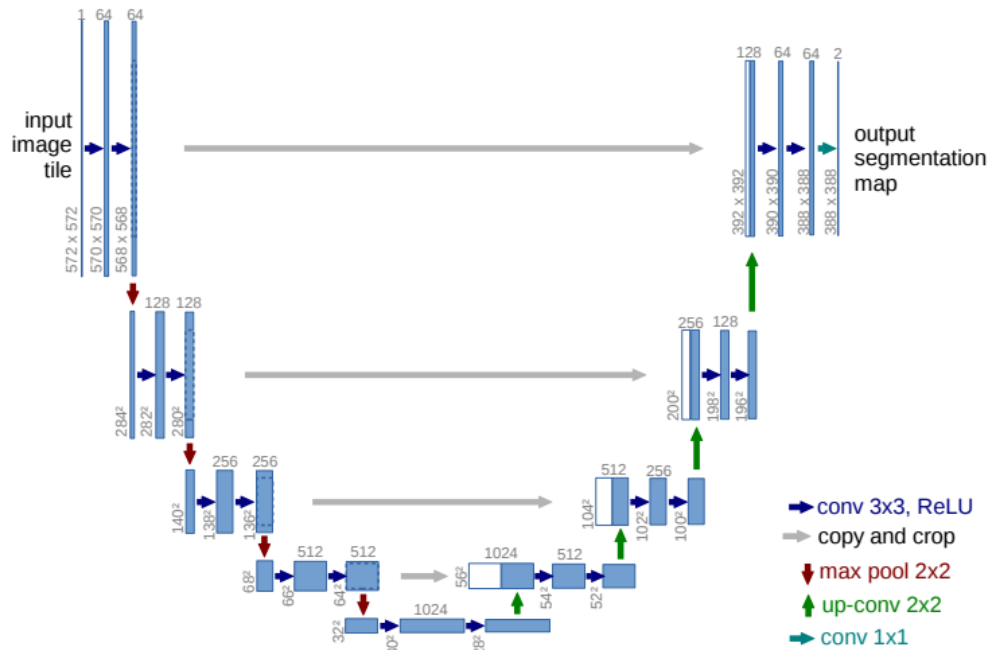 1 64 64
128 64 64 2
input
image
tile
output
segmentation
map
572 x 572
570 x 570
568 x 568
392 x 392
390 x 390
388 x 388
388 x 388
128 128
256 128
284²
282²
280²
200²
198²
196²
256 256
512 256
140²
138²
136²
104²
102²
100²
512 512
1024 512
68²
66²
64²
56²
54²
52²
1024
32²
conv 3x3, ReLU
copy and crop
max pool 2x2
up-conv 2x2
conv 1x1